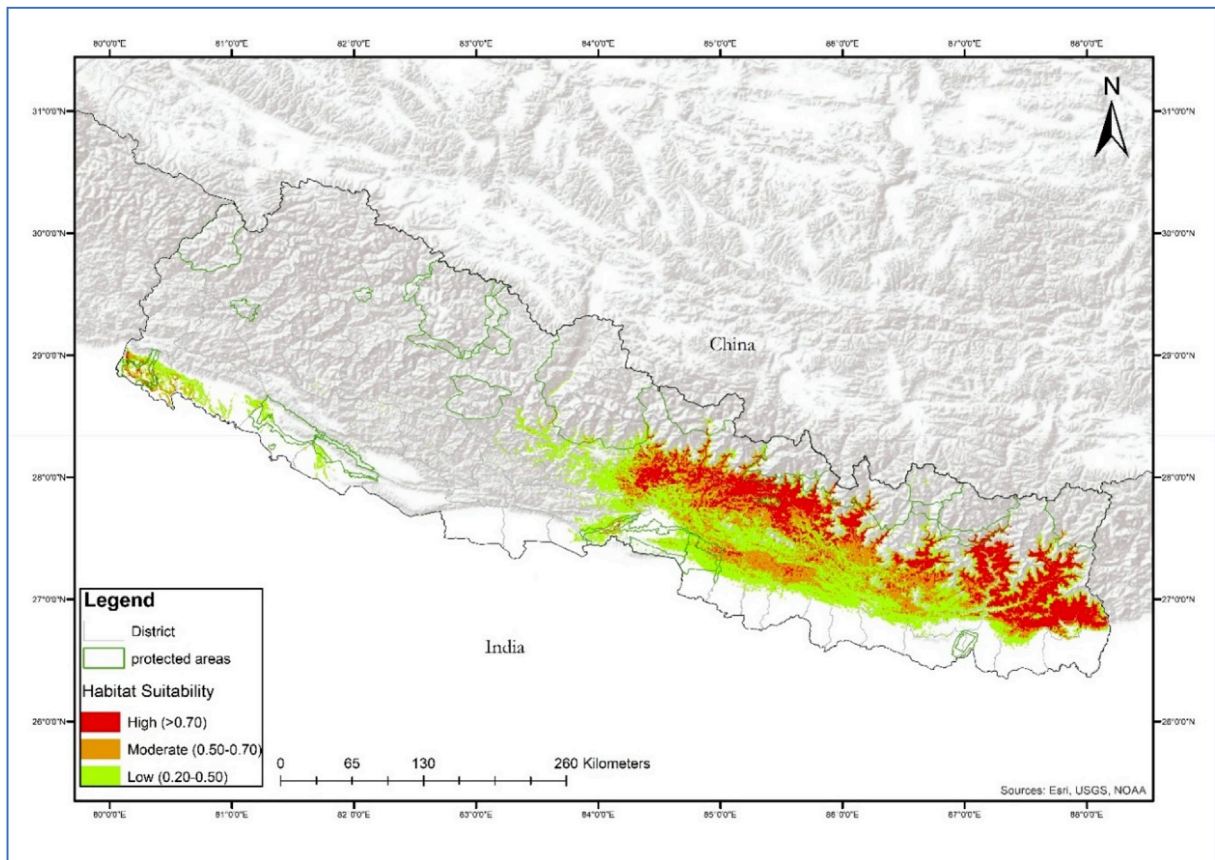 80°0'0"E 81°0'0"E 82°0'0"E 83°0'0"E 84°0'0"E 85°0'0"E 86°0'0"E 87°0'0"E 88°0'0"E
N
31°0'0"N 31°0'0"N
30°0'0"N 30°0'0"N
29°0'0"N 29°0'0"N
China
28°0'0"N 28°0'0"N
27°0'0"N 27°0'0"N
India
26°0'0"N 26°0'0"N
Legend
District
protected areas
Habitat Suitability
High (>0.70)
Moderate (0.50-0.70)
Low (0.20-0.50)
0 65 130 260 Kilometers
Sources: Esri, USGS, NOAA
80°0'0"E 81°0'0"E 82°0'0"E 83°0'0"E 84°0'0"E 85°0'0"E 86°0'0"E 87°0'0"E 88°0'0"E